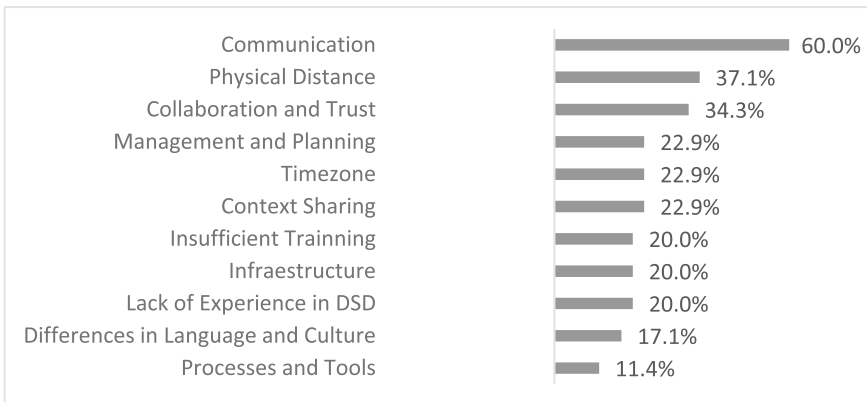 Communication 60.0%
Physical Distance 37.1%
Collaboration and Trust 34.3%
Management and Planning 22.9%
Timezone 22.9%
Context Sharing 22.9%
Insufficient Trainning 20.0%
Infraestructure 20.0%
Lack of Experience in DSD 20.0%
Differences in Language and Culture 17.1%
Processes and Tools 11.4%